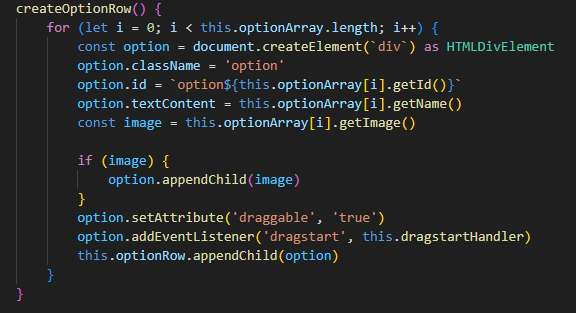 createOptionRow() {
    for (let i = 0; i < this.optionArray.length; i++) {
        const option = document.createElement(`div`) as HTMLDivElement
        option.className = 'option'
        option.id = `option${this.optionArray[i].getId()}`
        option.textContent = this.optionArray[i].getName()
        const image = this.optionArray[i].getImage()

        if (image) {
            option.appendChild(image)
        }
        option.setAttribute('draggable', 'true')
        option.addEventListener('dragstart', this.dragstartHandler)
        this.optionRow.appendChild(option)
    }
}